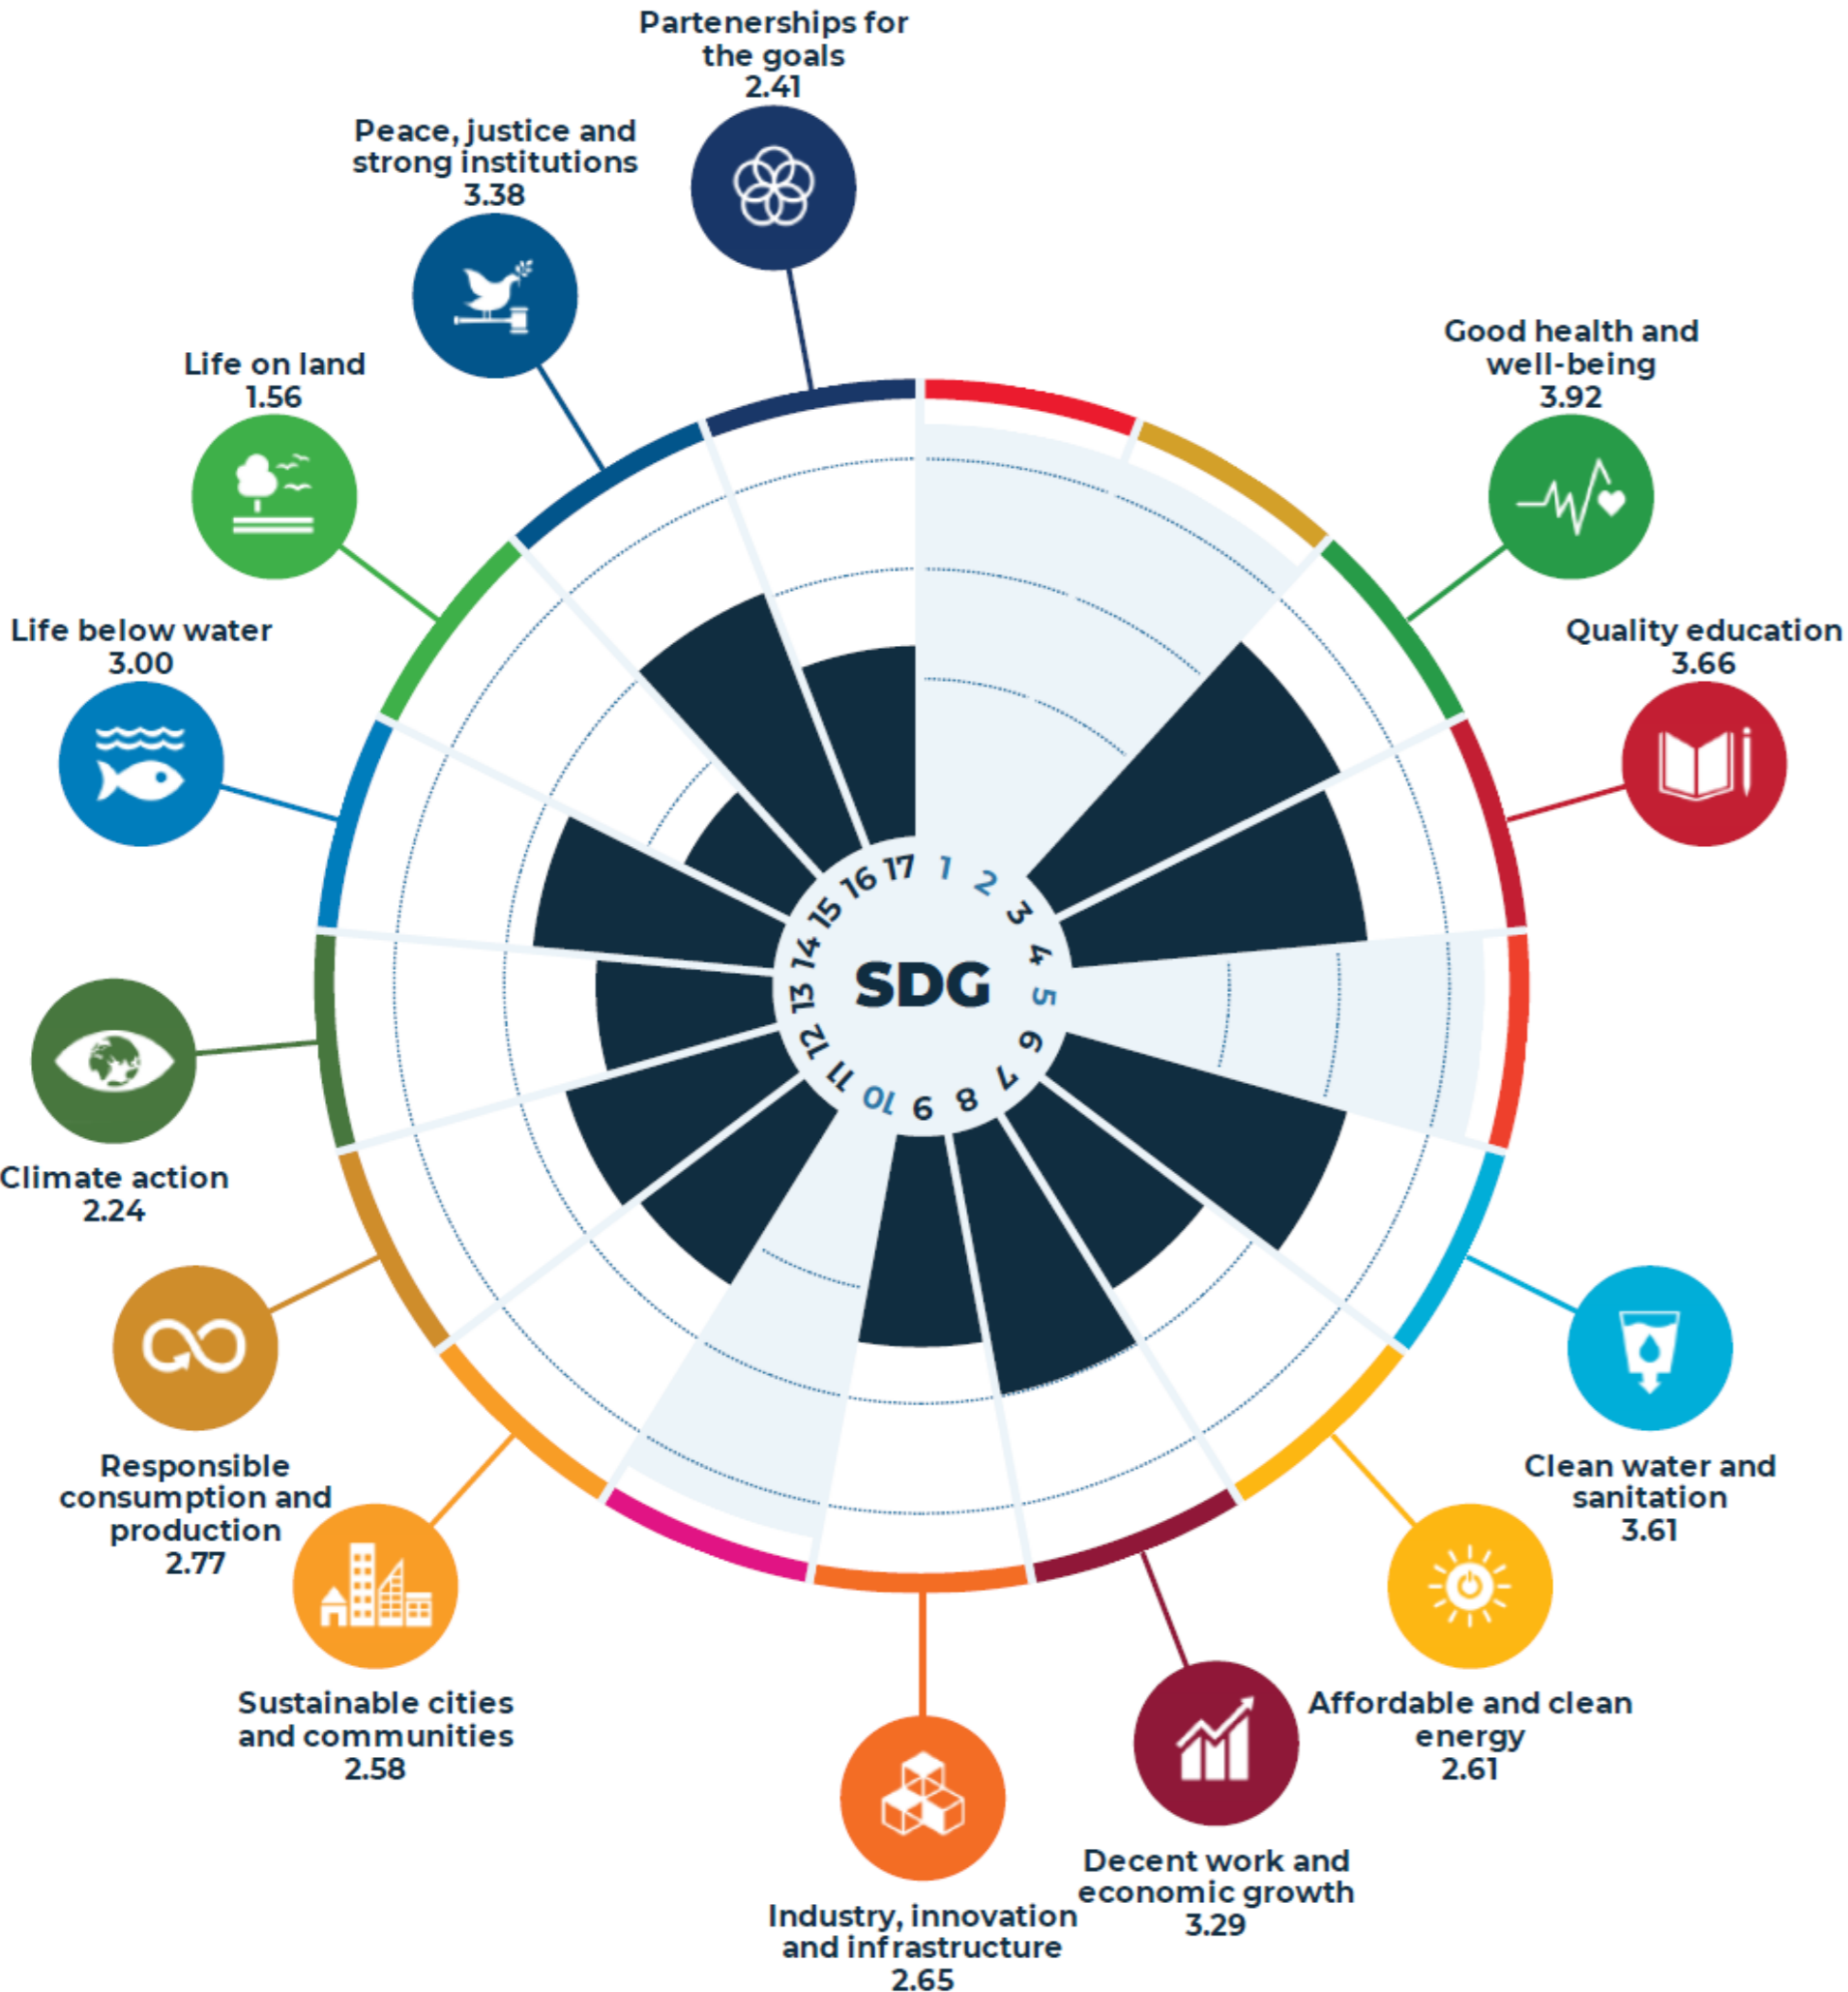 Partenerships for
the goals
2.41
Peace, justice and
strong institutions
3.38
Good health and
well-being
3.92
Life on land
1.56
Quality education
3.66
Life below water
3.00
17
1
2
3
4
5
6
7
8
9
10
11
12
13
14
15
16
SDG
Climate action
2.24
Clean water and
sanitation
3.61
Responsible
consumption and
production
2.77
Affordable and clean
energy
2.61
Sustainable cities
and communities
2.58
Decent work and
economic growth
3.29
Industry, innovation
and infrastructure
2.65